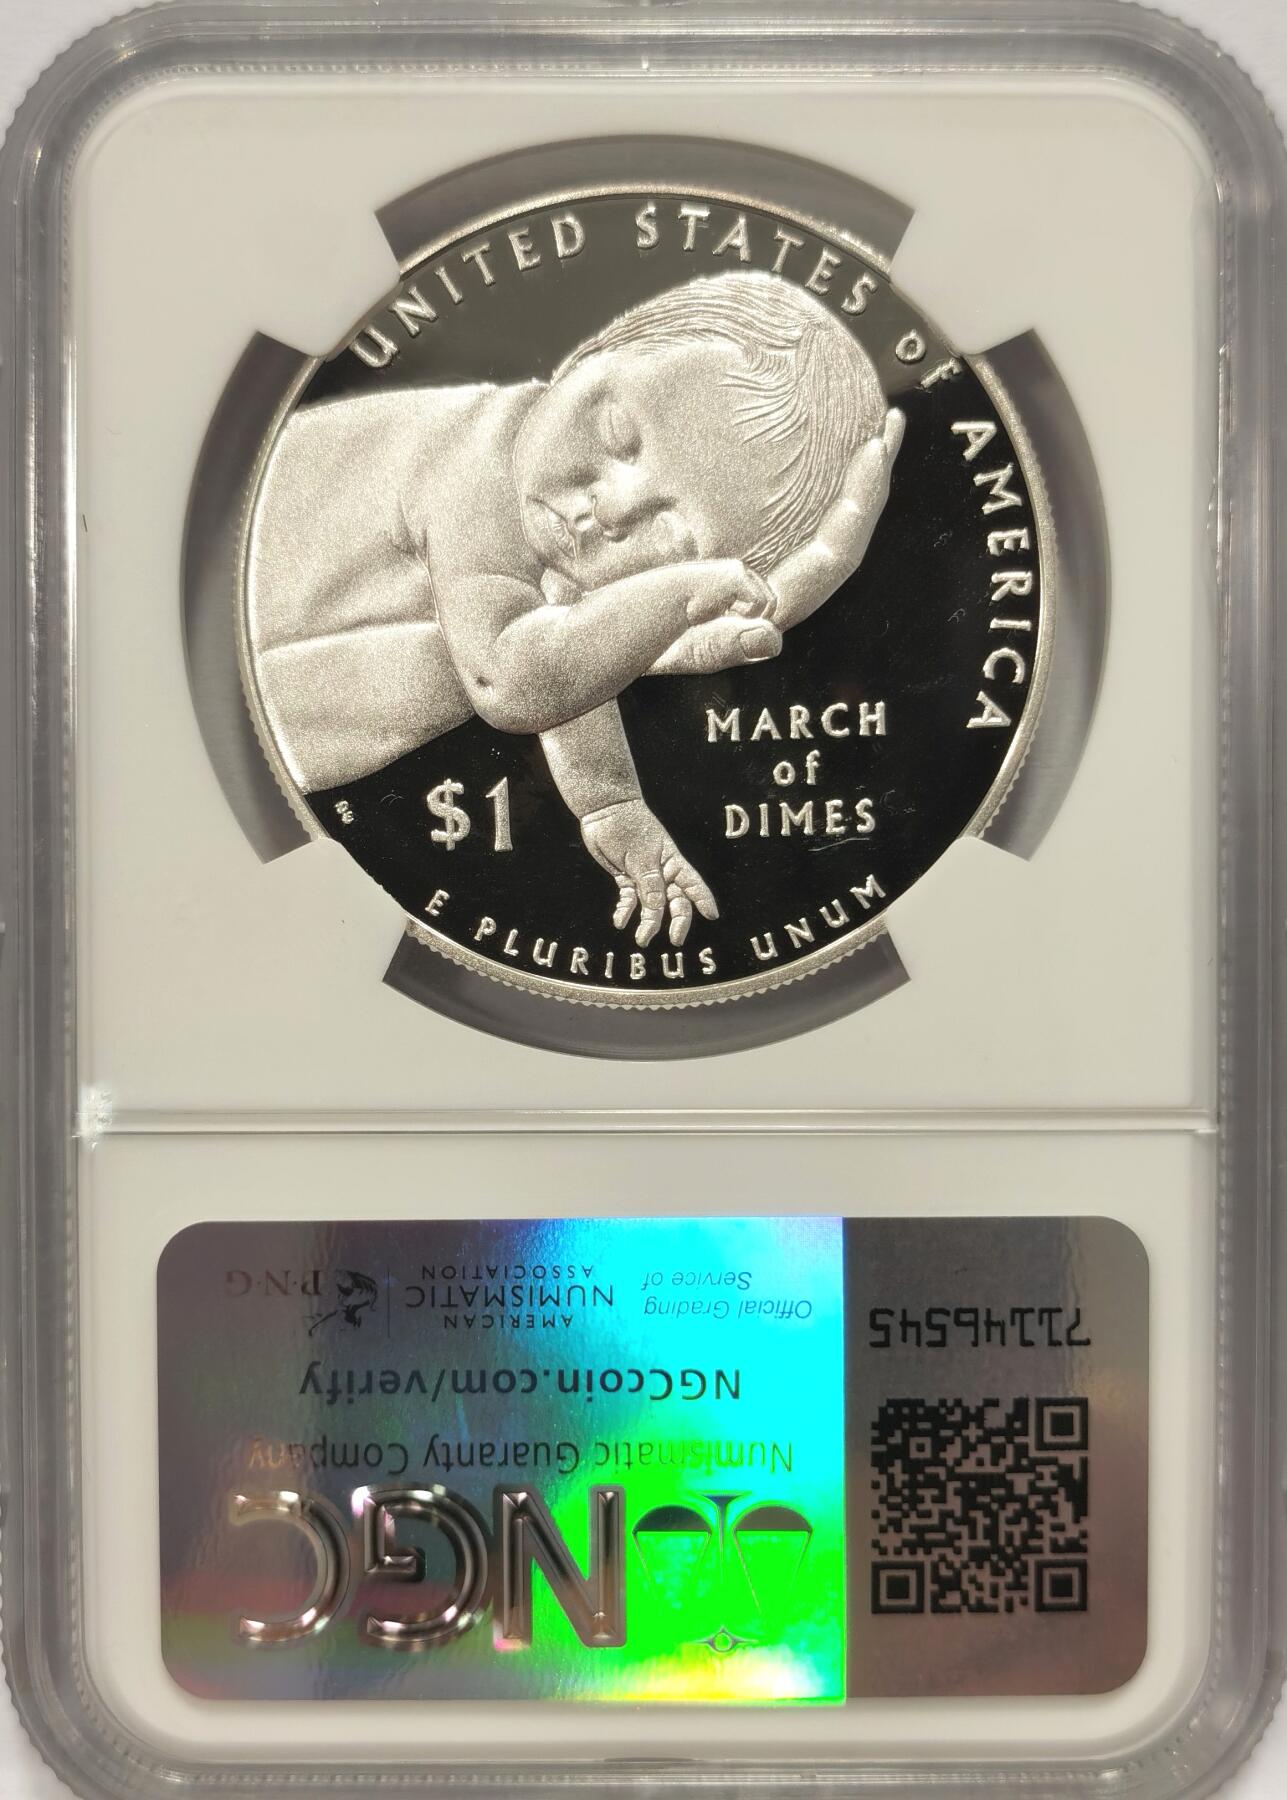 UNITED STATES of AMERICA
MARCH
of
DIMES
$1
E PLURIBUS UNUM
NGC
Numismatic Guaranty Company
NGCcoin.com/verify
Official Grading
Service of
AMERICAN
NUMISMATIC
ASSOCIATION
P·N·G
71146545